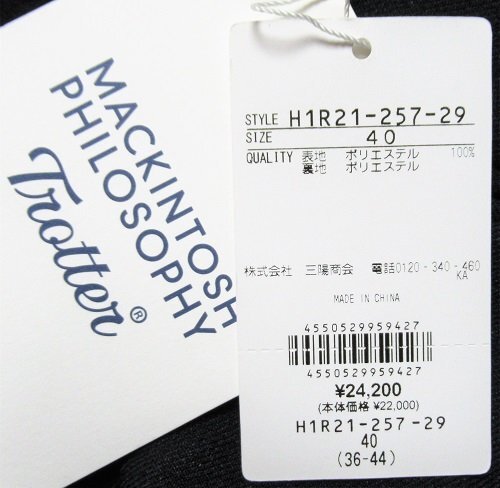 MACKINTOSH
PHILOSOPHY
Trotter®
STYLE H1R21-257-29
SIZE 40
QUALITY 表地 ポリエステル 100%
裏地 ポリエステル
株式会社 三陽商会 電話0120-340-460
KA
MADE IN CHINA
4550529959427
4550529959427
¥24,200
(本体価格 ¥22,000)
H1R21-257-29
40
(36-44)